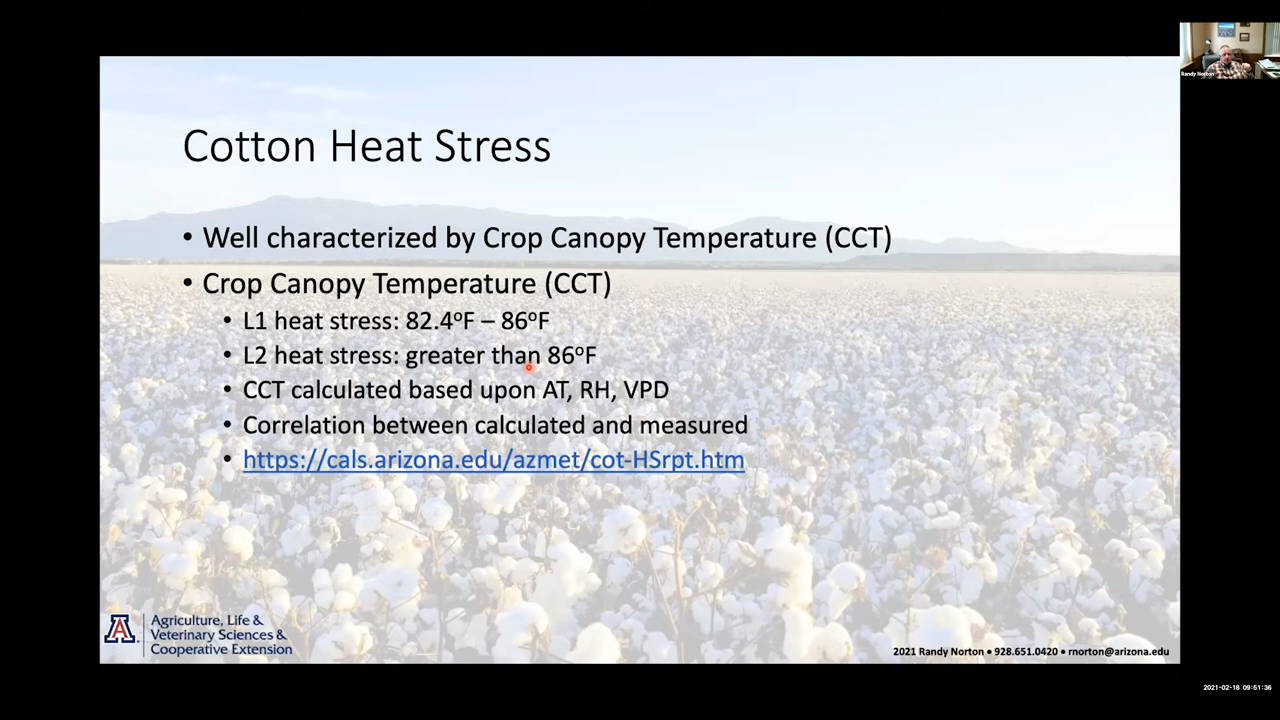 Randy Norton
Cotton Heat Stress
• Well characterized by Crop Canopy Temperature (CCT)
• Crop Canopy Temperature (CCT)
• L1 heat stress: 82.4ºF – 86ºF
• L2 heat stress: greater than 86ºF
• CCT calculated based upon AT, RH, VPD
• Correlation between calculated and measured
• https://cals.arizona.edu/azmet/cot-HSrpt.htm
A
Agriculture, Life &
Veterinary Sciences &
Cooperative Extension
2021 Randy Norton • 928.651.0420 • rnorton@arizona.edu
2021-02-18 09:51:36